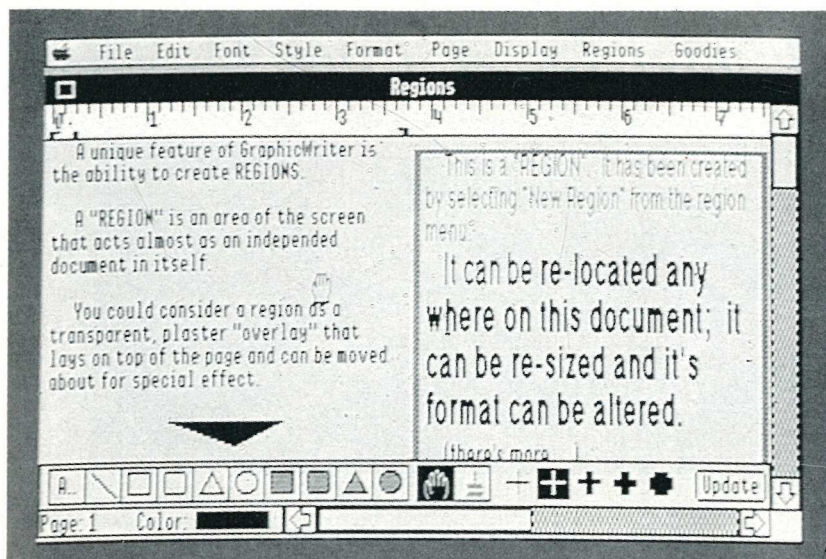 File Edit Font Style Format Page Display Regions Goodies
Regions
1 2 3 4 5 6 7
A unique feature of GraphicWriter is
the ability to create REGIONS.
A "REGION" is an area of the screen
that acts almost as an independed
document in itself.
You could consider a region as a
transparent, plaster "overlay" that
lays on top of the page and can be moved
about for special effect.
This is a "REGION". It has been created
by selecting "New Region" from the region
menu.
It can be re-located any
where on this document; it
can be re-sized and it's
format can be altered.
(there's more...)
A... Update
Page: 1 Color: